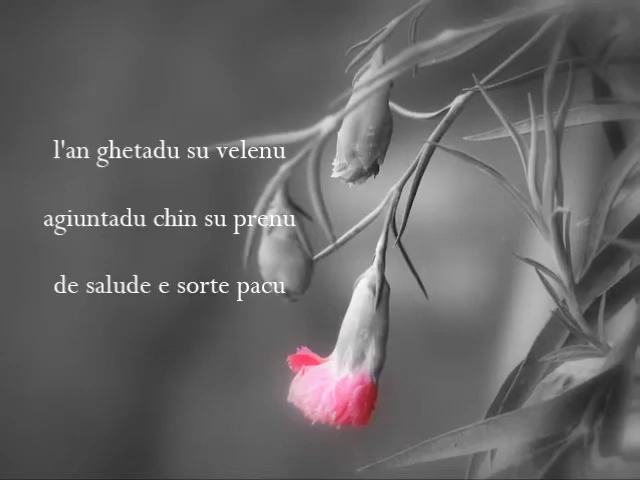 l'an ghetadu su velenu
agiuntadu chin su prenu
de salude e sorte pacu